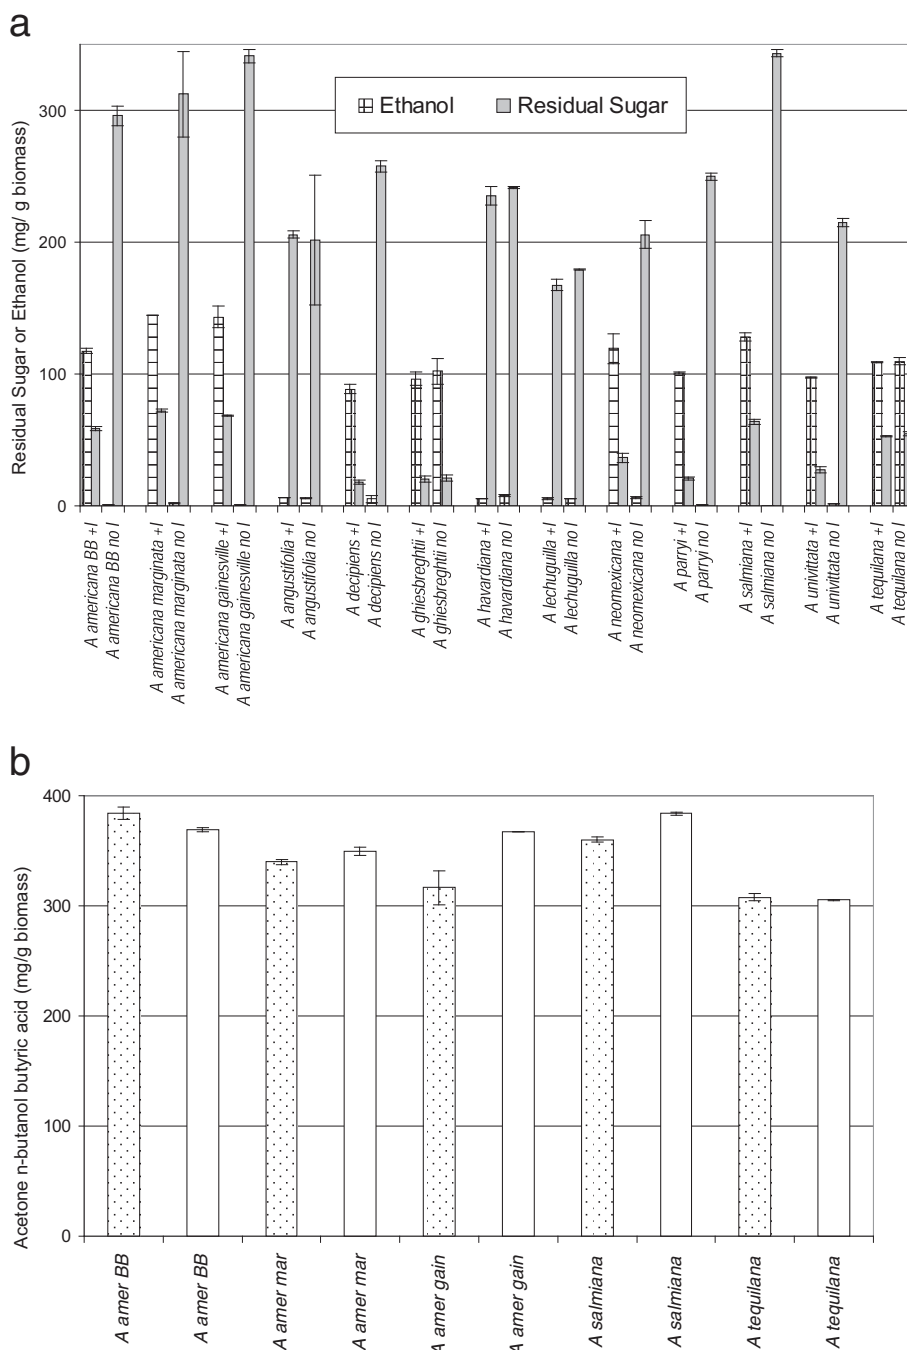 a
Residual Sugar or Ethanol (mg/ g biomass)
300
200
100
0
Ethanol
Residual Sugar
A americana BB +I
A americana BB no I
A americana marginata +I
A americana marginata no I
A americana gainesville +I
A americana gainesville no I
A angustifolia +I
A angustifolia no I
A decipiens +I
A decipiens no I
A ghiesbreghtii +I
A ghiesbreghtii no I
A havardiana +I
A havardiana no I
A lechuguilla +I
A lechuguilla no I
A neomexicana +I
A neomexicana no I
A parryi +I
A parryi no I
A salmiana +I
A salmiana no I
A univittata +I
A univittata no I
A tequilana +I
A tequilana no I
b
Acetone n-butanol butyric acid (mg/g biomass)
400
300
200
100
0
A amer BB
A amer BB
A amer mar
A amer mar
A amer gain
A amer gain
A salmiana
A salmiana
A tequilana
A tequilana